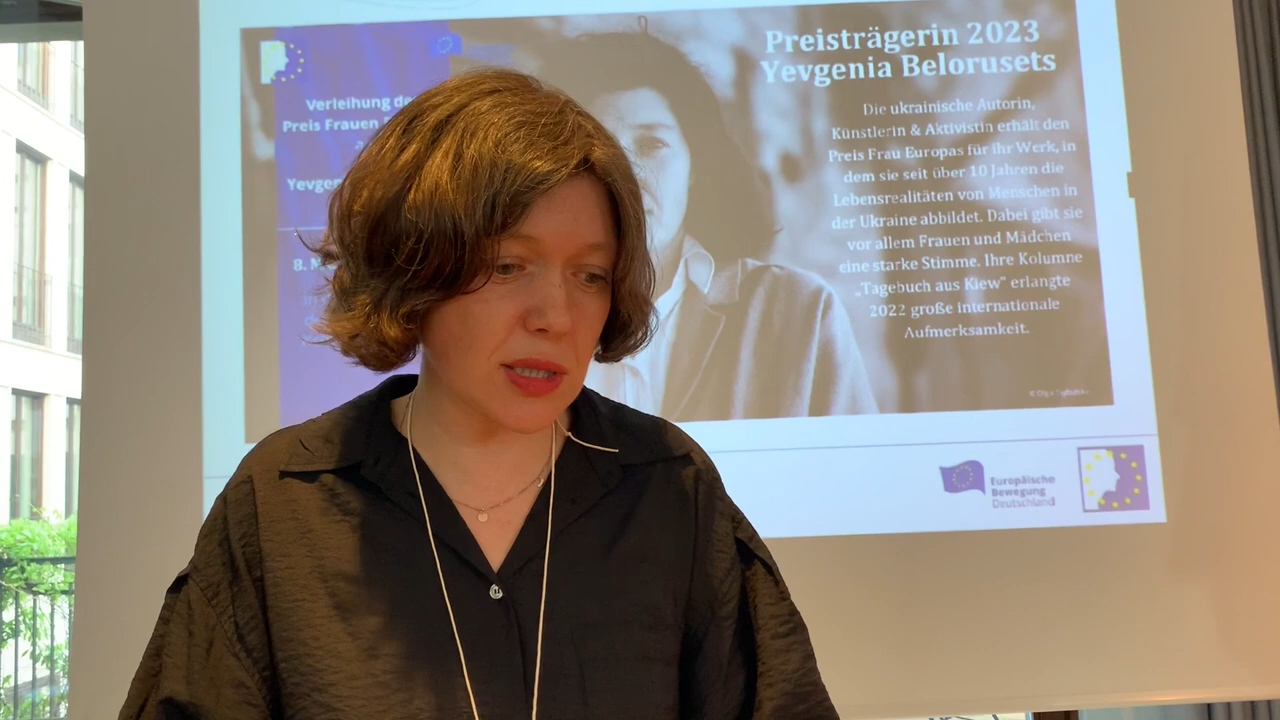 Verleihung de
Preis Frauen
Yevgen
8. M
Preisträgerin 2023
Yevgenia Belorusets
Die ukrainische Autorin,
Künstlerin & Aktivistin erhält den
Preis Frau Europas für ihr Werk, in
dem sie seit über 10 Jahren die
Lebensrealitäten von Menschen in
der Ukraine abbildet. Dabei gibt sie
vor allem Frauen und Mädchen
eine starke Stimme. Ihre Kolumne
„Tagebuch aus Kiew" erlangte
2022 große internationale
Aufmerksamkeit.
Europäische
Bewegung
Deutschland